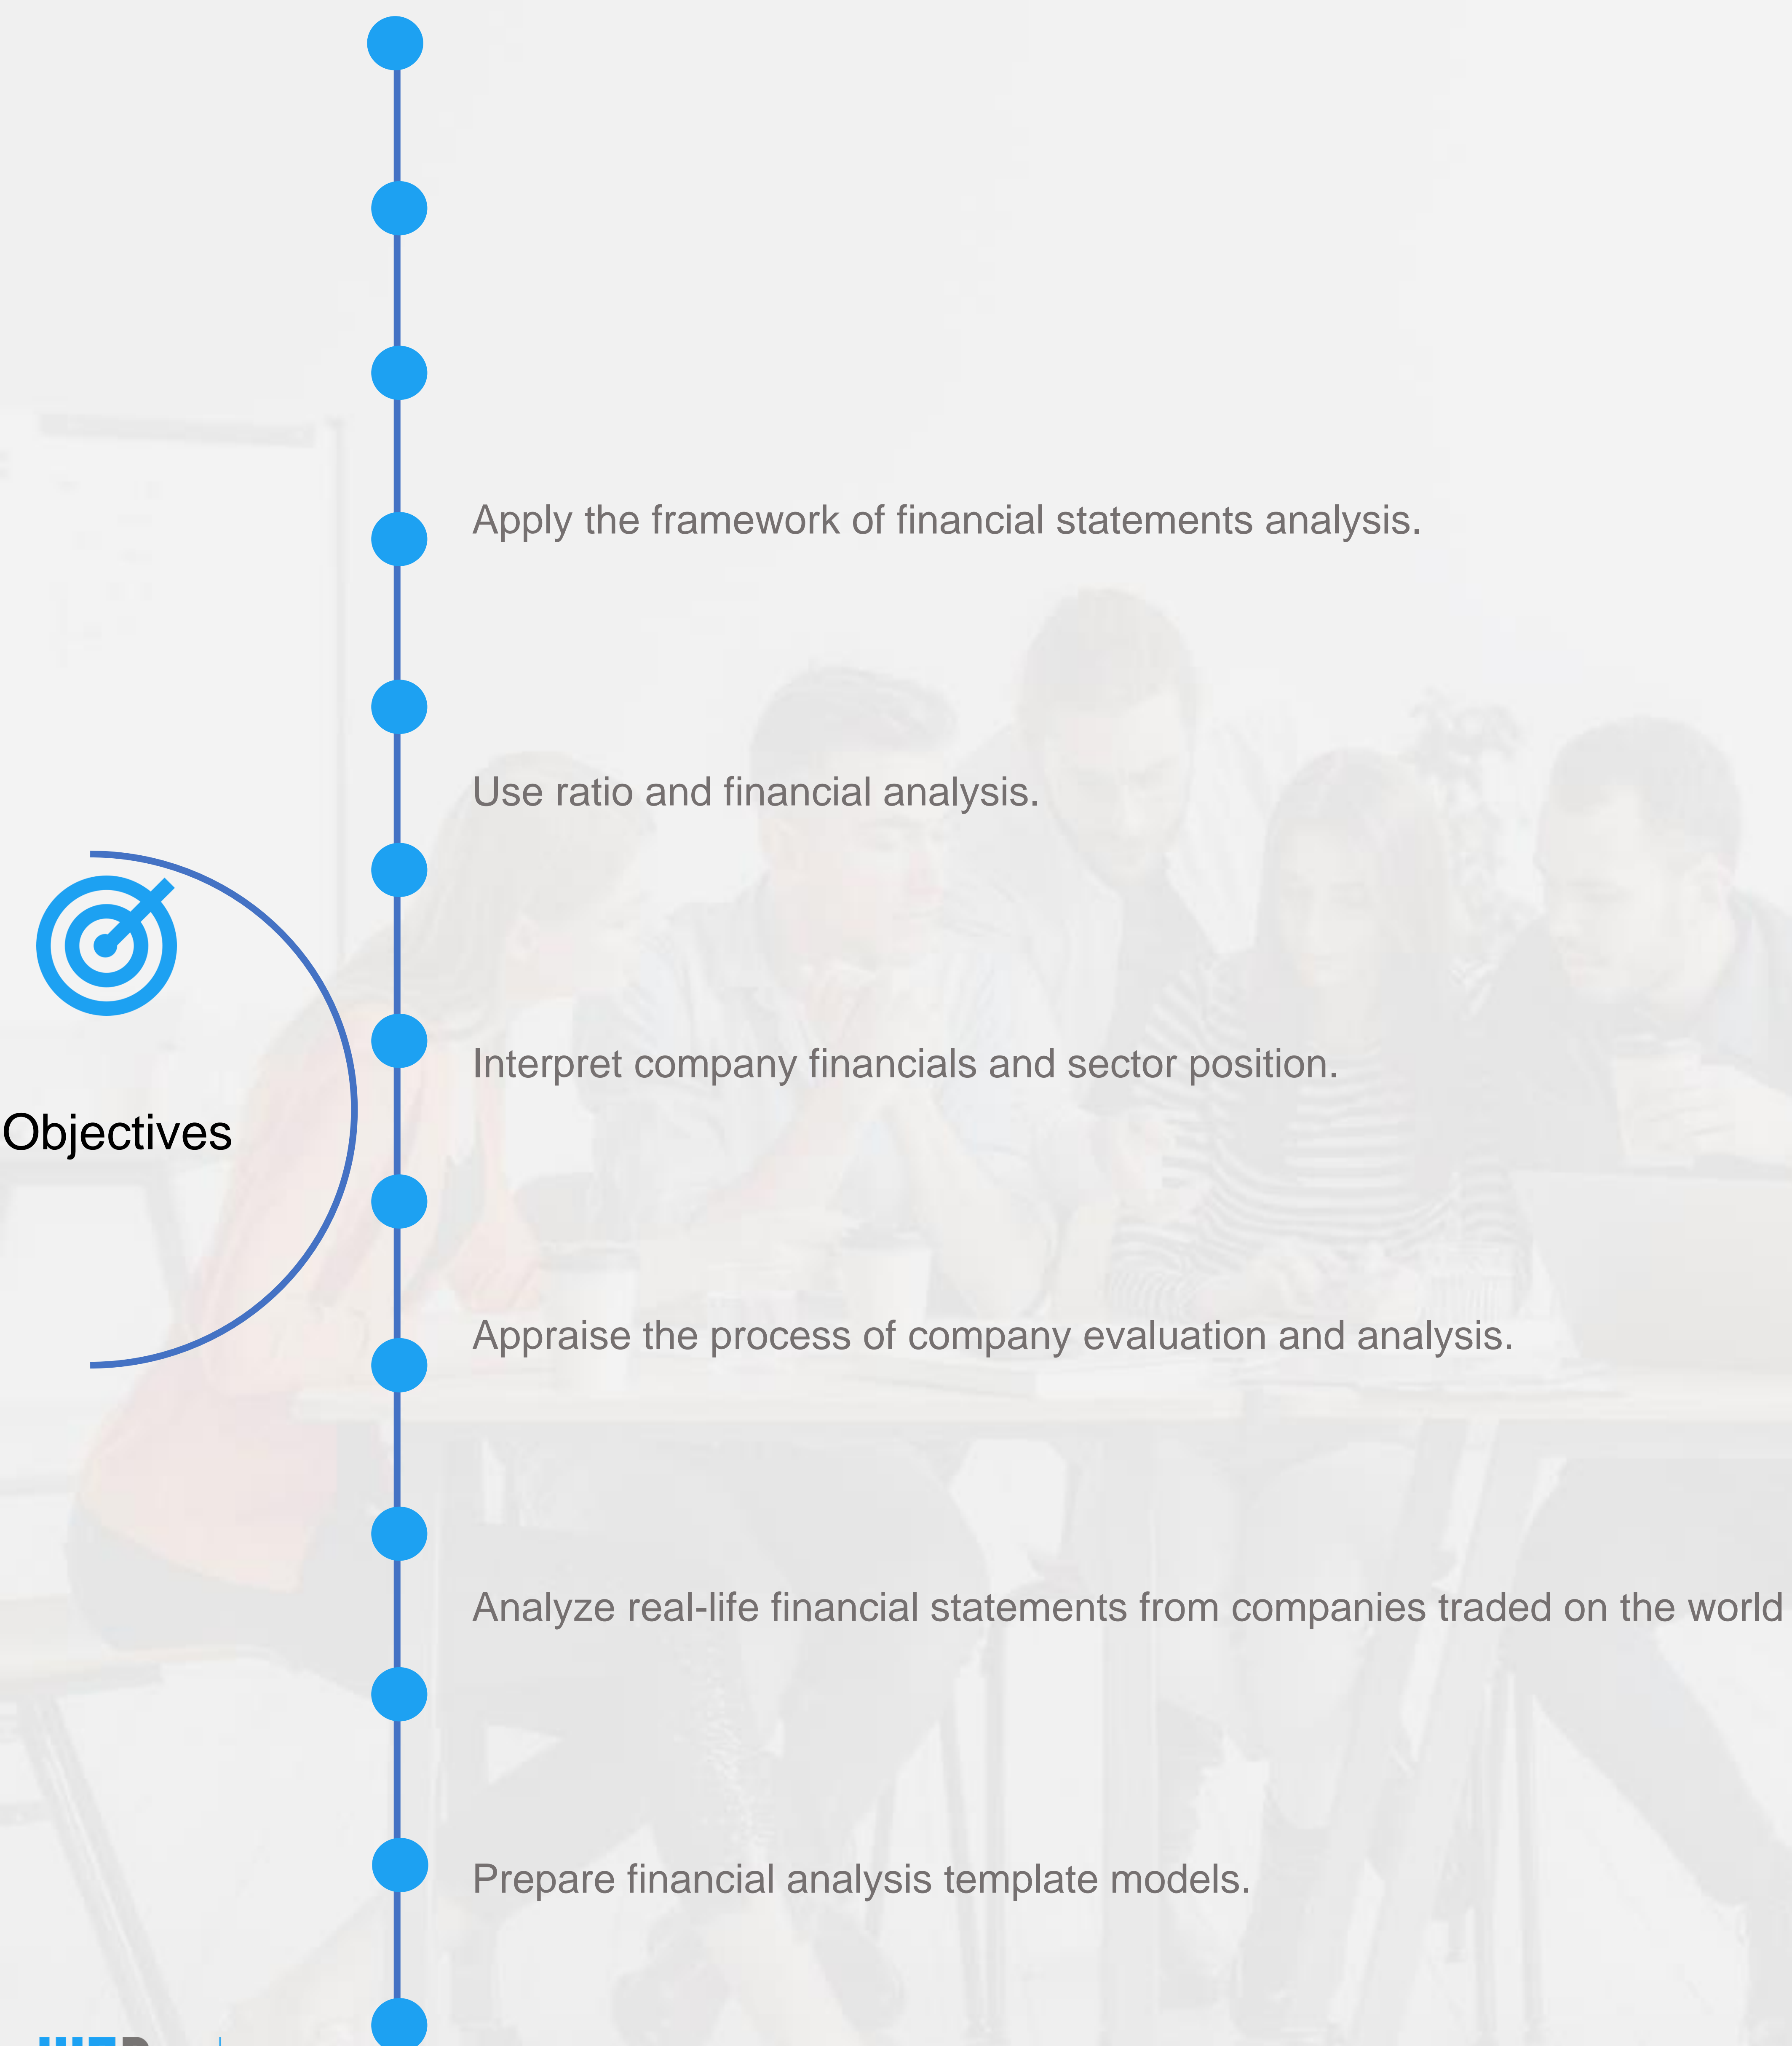 Apply the framework of financial statements analysis.
Use ratio and financial analysis.
Interpret company financials and sector position.
Objectives
Appraise the process of company evaluation and analysis.
Analyze real-life financial statements from companies traded on the world
Prepare financial analysis template models.